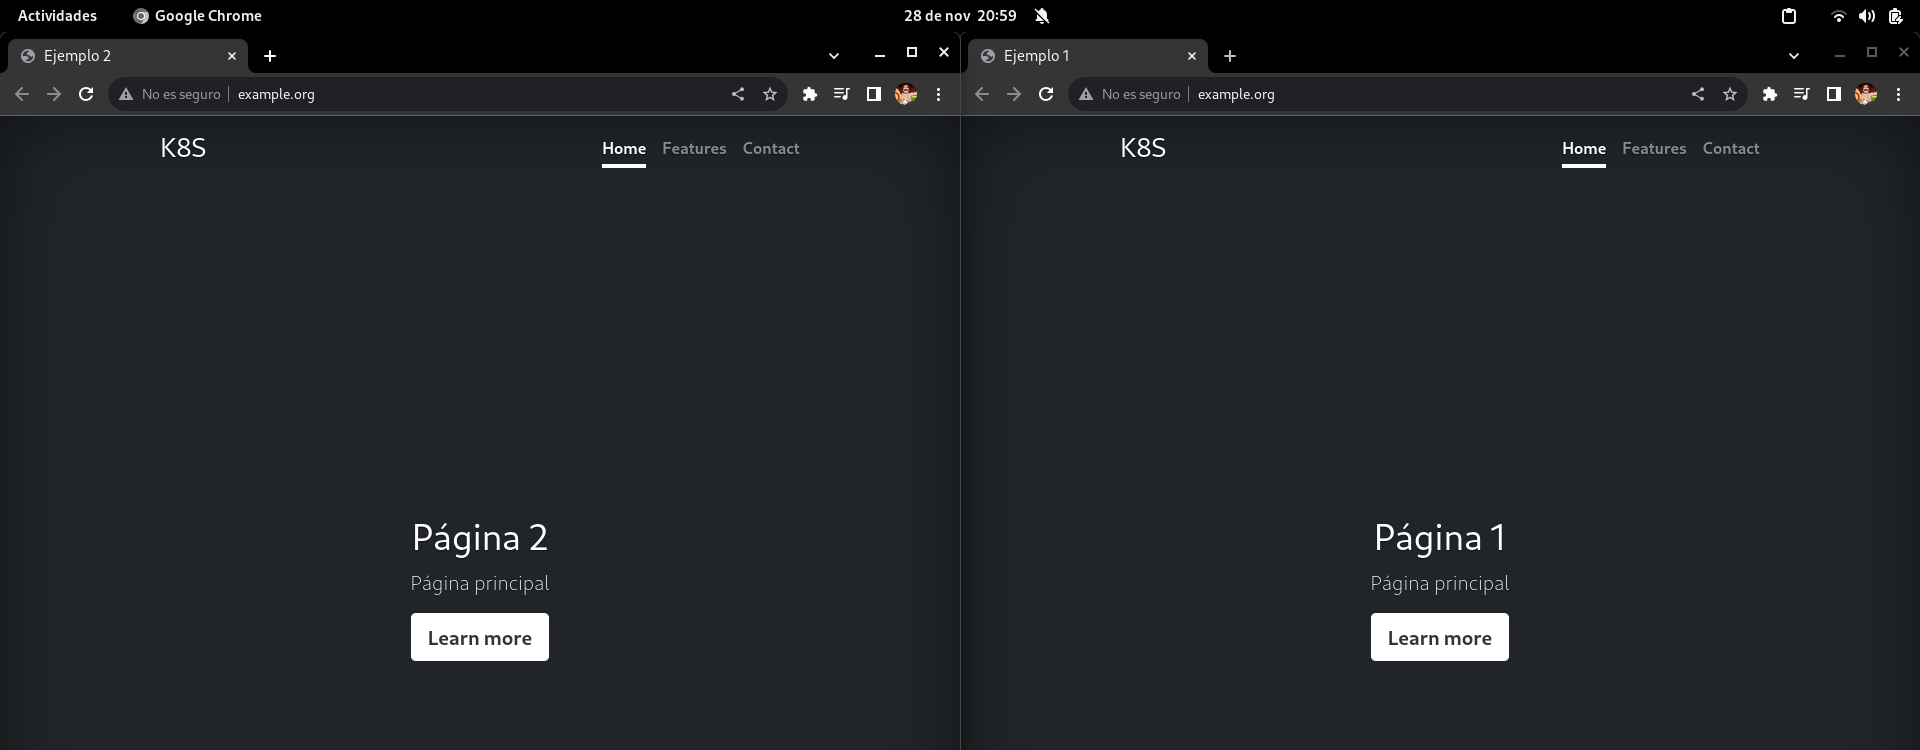 Actividades
Google Chrome
28 de nov 20:59
Ejemplo 2
No es seguro
example.org
K8S
Home
Features
Contact
Página 2
Página principal
Learn more
Ejemplo 1
No es seguro
example.org
K8S
Home
Features
Contact
Página 1
Página principal
Learn more